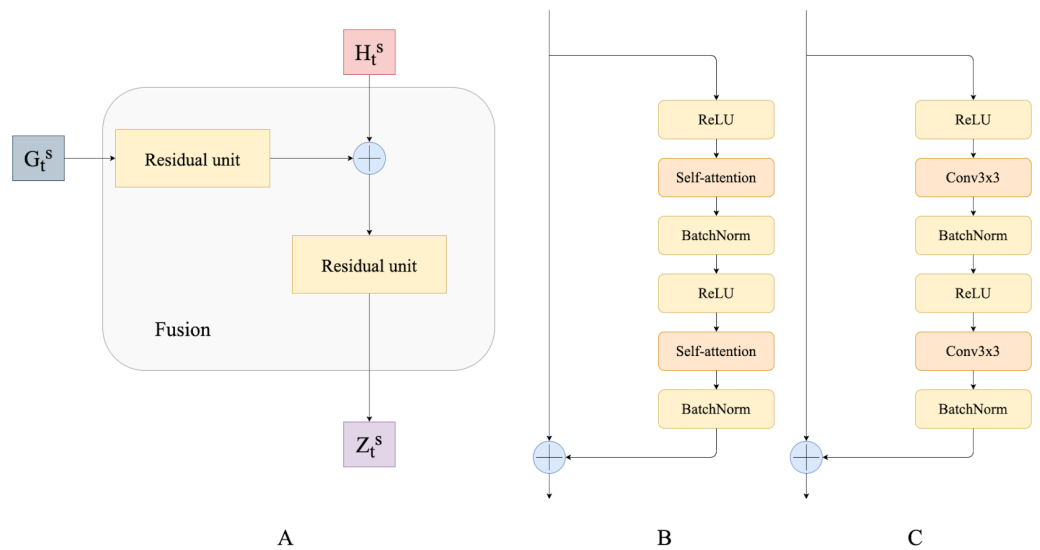 H_t^s
G_t^s
Residual unit
Residual unit
Fusion
Z_t^s
A
ReLU
Self-attention
BatchNorm
ReLU
Self-attention
BatchNorm
B
ReLU
Conv3x3
BatchNorm
ReLU
Conv3x3
BatchNorm
C